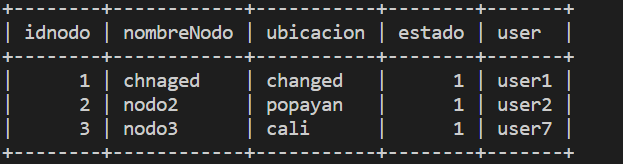 +--------+------------+-----------+--------+-------+
| idnodo | nombreNodo | ubicacion | estado | user  |
+--------+------------+-----------+--------+-------+
|      1 | chnaged    | changed   |      1 | user1 |
|      2 | nodo2      | popayan   |      1 | user2 |
|      3 | nodo3      | cali      |      1 | user7 |
+--------+------------+-----------+--------+-------+